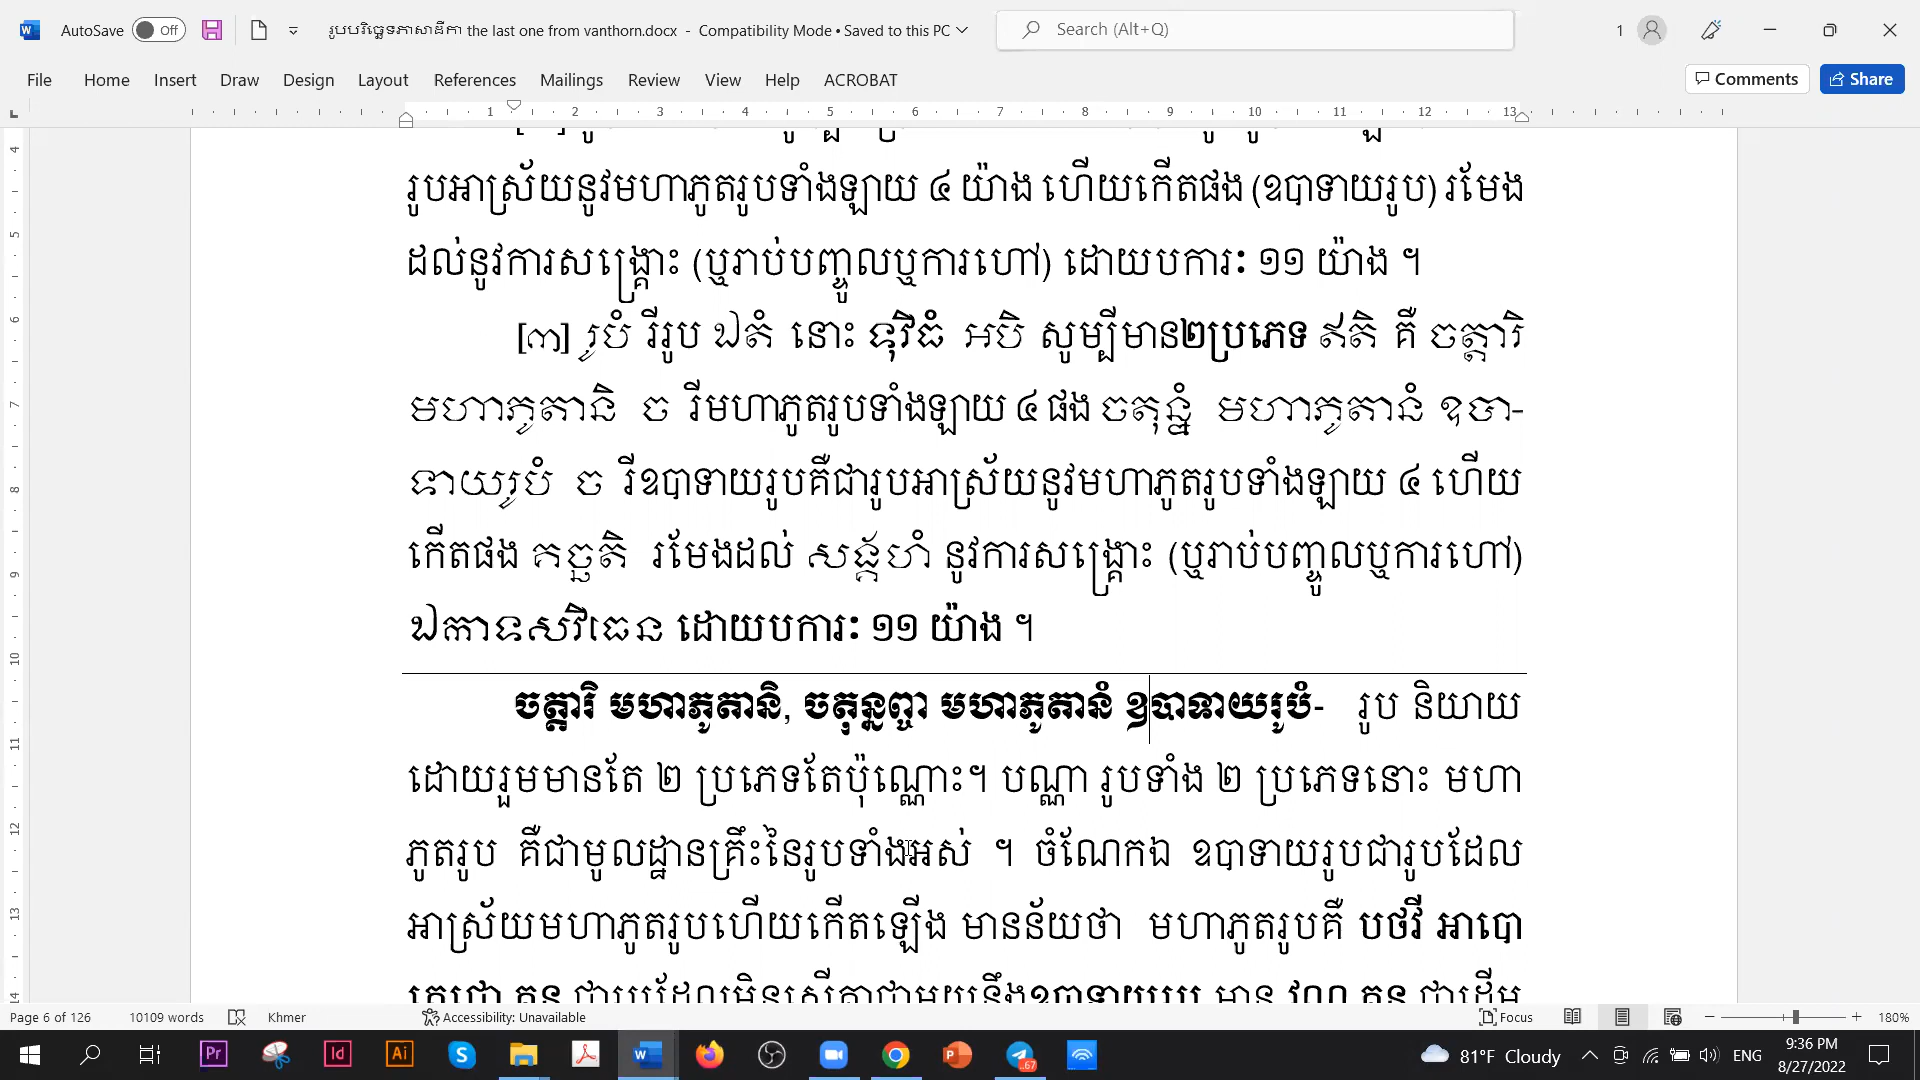 AutoSave Off រូបបរិច្ឆេទភាសាដីកា the last one from vanthorn.docx - Compatibility Mode • Saved to this PC Search (Alt+Q) 1
File Home Insert Draw Design Layout References Mailings Review View Help ACROBAT Comments Share
1 2 3 4 5 6 7 8 9 10 11 12 13
រូបអាស្រ័យនូវមហាភូតរូបទាំងឡាយ ៤ យ៉ាង ហើយកើតផង (ឧបាទាយរូប) រមែង
ដល់នូវការសង្គ្រោះ (ឬរាប់បញ្ចូលឬការហៅ) ដោយបការៈ ១១ យ៉ាង ។
[៣] រូបំ រីរូប ឯតំ នោះ ទុវិធំ អបិ សូម្បីមាន២ប្រភេទ ឥតិ គឺ ចត្តារិ
មហាភូតានិ ច រីមហាភូតរូបទាំងឡាយ ៤ ផង ចតុន្នំ មហាភូតានំ ឧបា-
ទាយរូបំ ច រីឧបាទាយរូបគឺជារូបអាស្រ័យនូវមហាភូតរូបទាំងឡាយ ៤ ហើយ
កើតផង គច្ឆតិ រមែងដល់ សង្គហំ នូវការសង្គ្រោះ (ឬរាប់បញ្ចូលឬការហៅ)
ឯកាទសវិធេន ដោយបការៈ ១១ យ៉ាង ។
ចត្តារិ មហាភូតានិ, ចតុន្នញ្ច មហាភូតានំ ឧបាទាយរូបំ- រូប និយាយ
ដោយរួមមានតែ ២ ប្រភេទតែប៉ុណ្ណោះ។ បណ្ណា រូបទាំង ២ ប្រភេទនោះ មហា
ភូតរូប គឺជាមូលដ្ឋានគ្រឹះនៃរូបទាំងអស់ ។ ចំណែកឯ ឧបាទាយរូបជារូបដែល
អាស្រ័យមហាភូតរូបហើយកើតឡើង មានន័យថា មហាភូតរូបគឺ បថវី អាបោ
Page 6 of 126 10109 words Khmer Accessibility: Unavailable Focus 180%
81°F Cloudy ENG 9:36 PM
8/27/2022